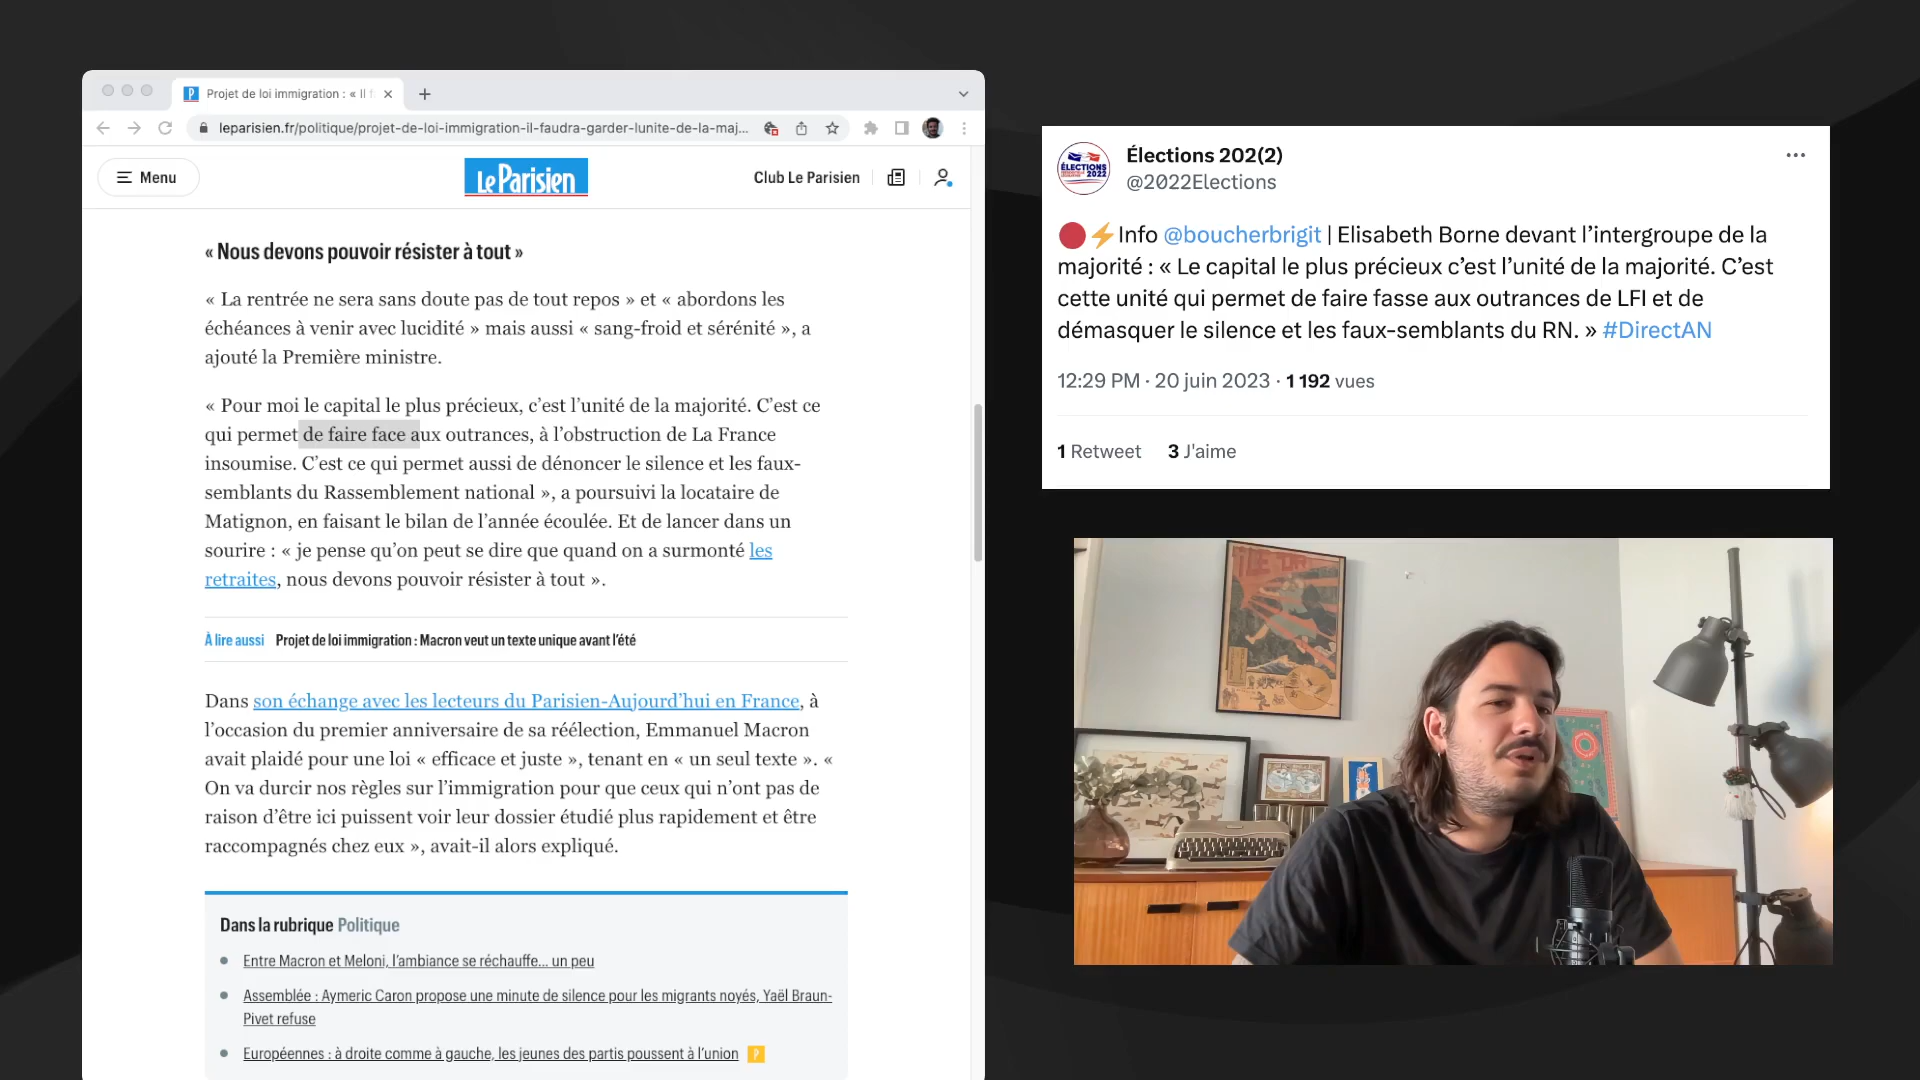 Projet de loi immigration : « Il f
leparisien.fr/politique/projet-de-loi-immigration-il-faudra-garder-lunite-de-la-maj...
Menu
Le Parisien
Club Le Parisien
« Nous devons pouvoir résister à tout »
« La rentrée ne sera sans doute pas de tout repos » et « abordons les
échéances à venir avec lucidité » mais aussi « sang-froid et sérénité », a
ajouté la Première ministre.
« Pour moi le capital le plus précieux, c’est l’unité de la majorité. C’est ce
qui permet de faire face aux outrances, à l’obstruction de La France
insoumise. C’est ce qui permet aussi de dénoncer le silence et les faux-
semblants du Rassemblement national », a poursuivi la locataire de
Matignon, en faisant le bilan de l’année écoulée. Et de lancer dans un
sourire : « je pense qu’on peut se dire que quand on a surmonté les
retraites, nous devons pouvoir résister à tout ».
À lire aussi Projet de loi immigration : Macron veut un texte unique avant l’été
Dans son échange avec les lecteurs du Parisien-Aujourd’hui en France, à
l’occasion du premier anniversaire de sa réélection, Emmanuel Macron
avait plaidé pour une loi « efficace et juste », tenant en « un seul texte ». «
On va durcir nos règles sur l’immigration pour que ceux qui n’ont pas de
raison d’être ici puissent voir leur dossier étudié plus rapidement et être
raccompagnés chez eux », avait-il alors expliqué.
Dans la rubrique Politique
Entre Macron et Meloni, l’ambiance se réchauffe... un peu
Assemblée : Aymeric Caron propose une minute de silence pour les migrants noyés, Yaël Braun-
Pivet refuse
Européennes : à droite comme à gauche, les jeunes des partis poussent à l’union P
ÉLECTIONS
2022
Élections 202(2)
@2022Elections
🔴⚡Info @boucherbrigit | Elisabeth Borne devant l’intergroupe de la
majorité : « Le capital le plus précieux c’est l’unité de la majorité. C’est
cette unité qui permet de faire fasse aux outrances de LFI et de
démasquer le silence et les faux-semblants du RN. » #DirectAN
12:29 PM · 20 juin 2023 · 1 192 vues
1 Retweet 3 J'aime